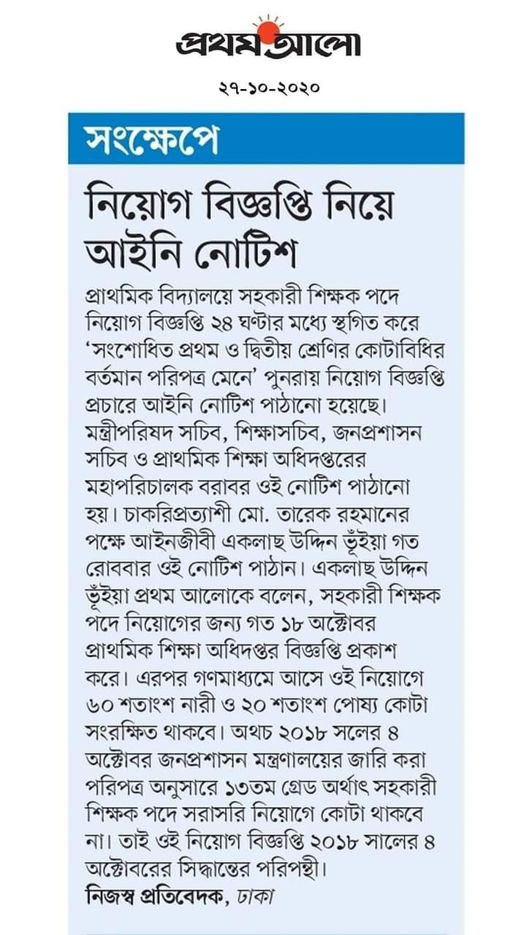 প্রথম আলো
২৭-১০-২০২০
সংক্ষেপে
নিয়োগ বিজ্ঞপ্তি নিয়ে
আইনি নোটিশ
প্রাথমিক বিদ্যালয়ে সহকারী শিক্ষক পদে
নিয়োগ বিজ্ঞপ্তি ২৪ ঘণ্টার মধ্যে স্থগিত করে
‘সংশোধিত প্রথম ও দ্বিতীয় শ্রেণির কোটাবিধির
বর্তমান পরিপত্র মেনে’ পুনরায় নিয়োগ বিজ্ঞপ্তি
প্রচারে আইনি নোটিশ পাঠানো হয়েছে।
মন্ত্রীপরিষদ সচিব, শিক্ষাসচিব, জনপ্রশাসন
সচিব ও প্রাথমিক শিক্ষা অধিদপ্তরের
মহাপরিচালক বরাবর ওই নোটিশ পাঠানো
হয়। চাকরিপ্রত্যাশী মো. তারেক রহমানের
পক্ষে আইনজীবী একলাছ উদ্দিন ভূঁইয়া গত
রোববার ওই নোটিশ পাঠান। একলাছ উদ্দিন
ভূঁইয়া প্রথম আলোকে বলেন, সহকারী শিক্ষক
পদে নিয়োগের জন্য গত ১৮ অক্টোবর
প্রাথমিক শিক্ষা অধিদপ্তর বিজ্ঞপ্তি প্রকাশ
করে। এরপর গণমাধ্যমে আসে ওই নিয়োগে
৬০ শতাংশ নারী ও ২০ শতাংশ পোষ্য কোটা
সংরক্ষিত থাকবে। অথচ ২০১৮ সলের ৪
অক্টোবর জনপ্রশাসন মন্ত্রণালয়ের জারি করা
পরিপত্র অনুসারে ১৩তম গ্রেড অর্থাৎ সহকারী
শিক্ষক পদে সরাসরি নিয়োগে কোটা থাকবে
না। তাই ওই নিয়োগ বিজ্ঞপ্তি ২০১৮ সালের ৪
অক্টোবরের সিদ্ধান্তের পরিপন্থী।
নিজস্ব প্রতিবেদক, ঢাকা